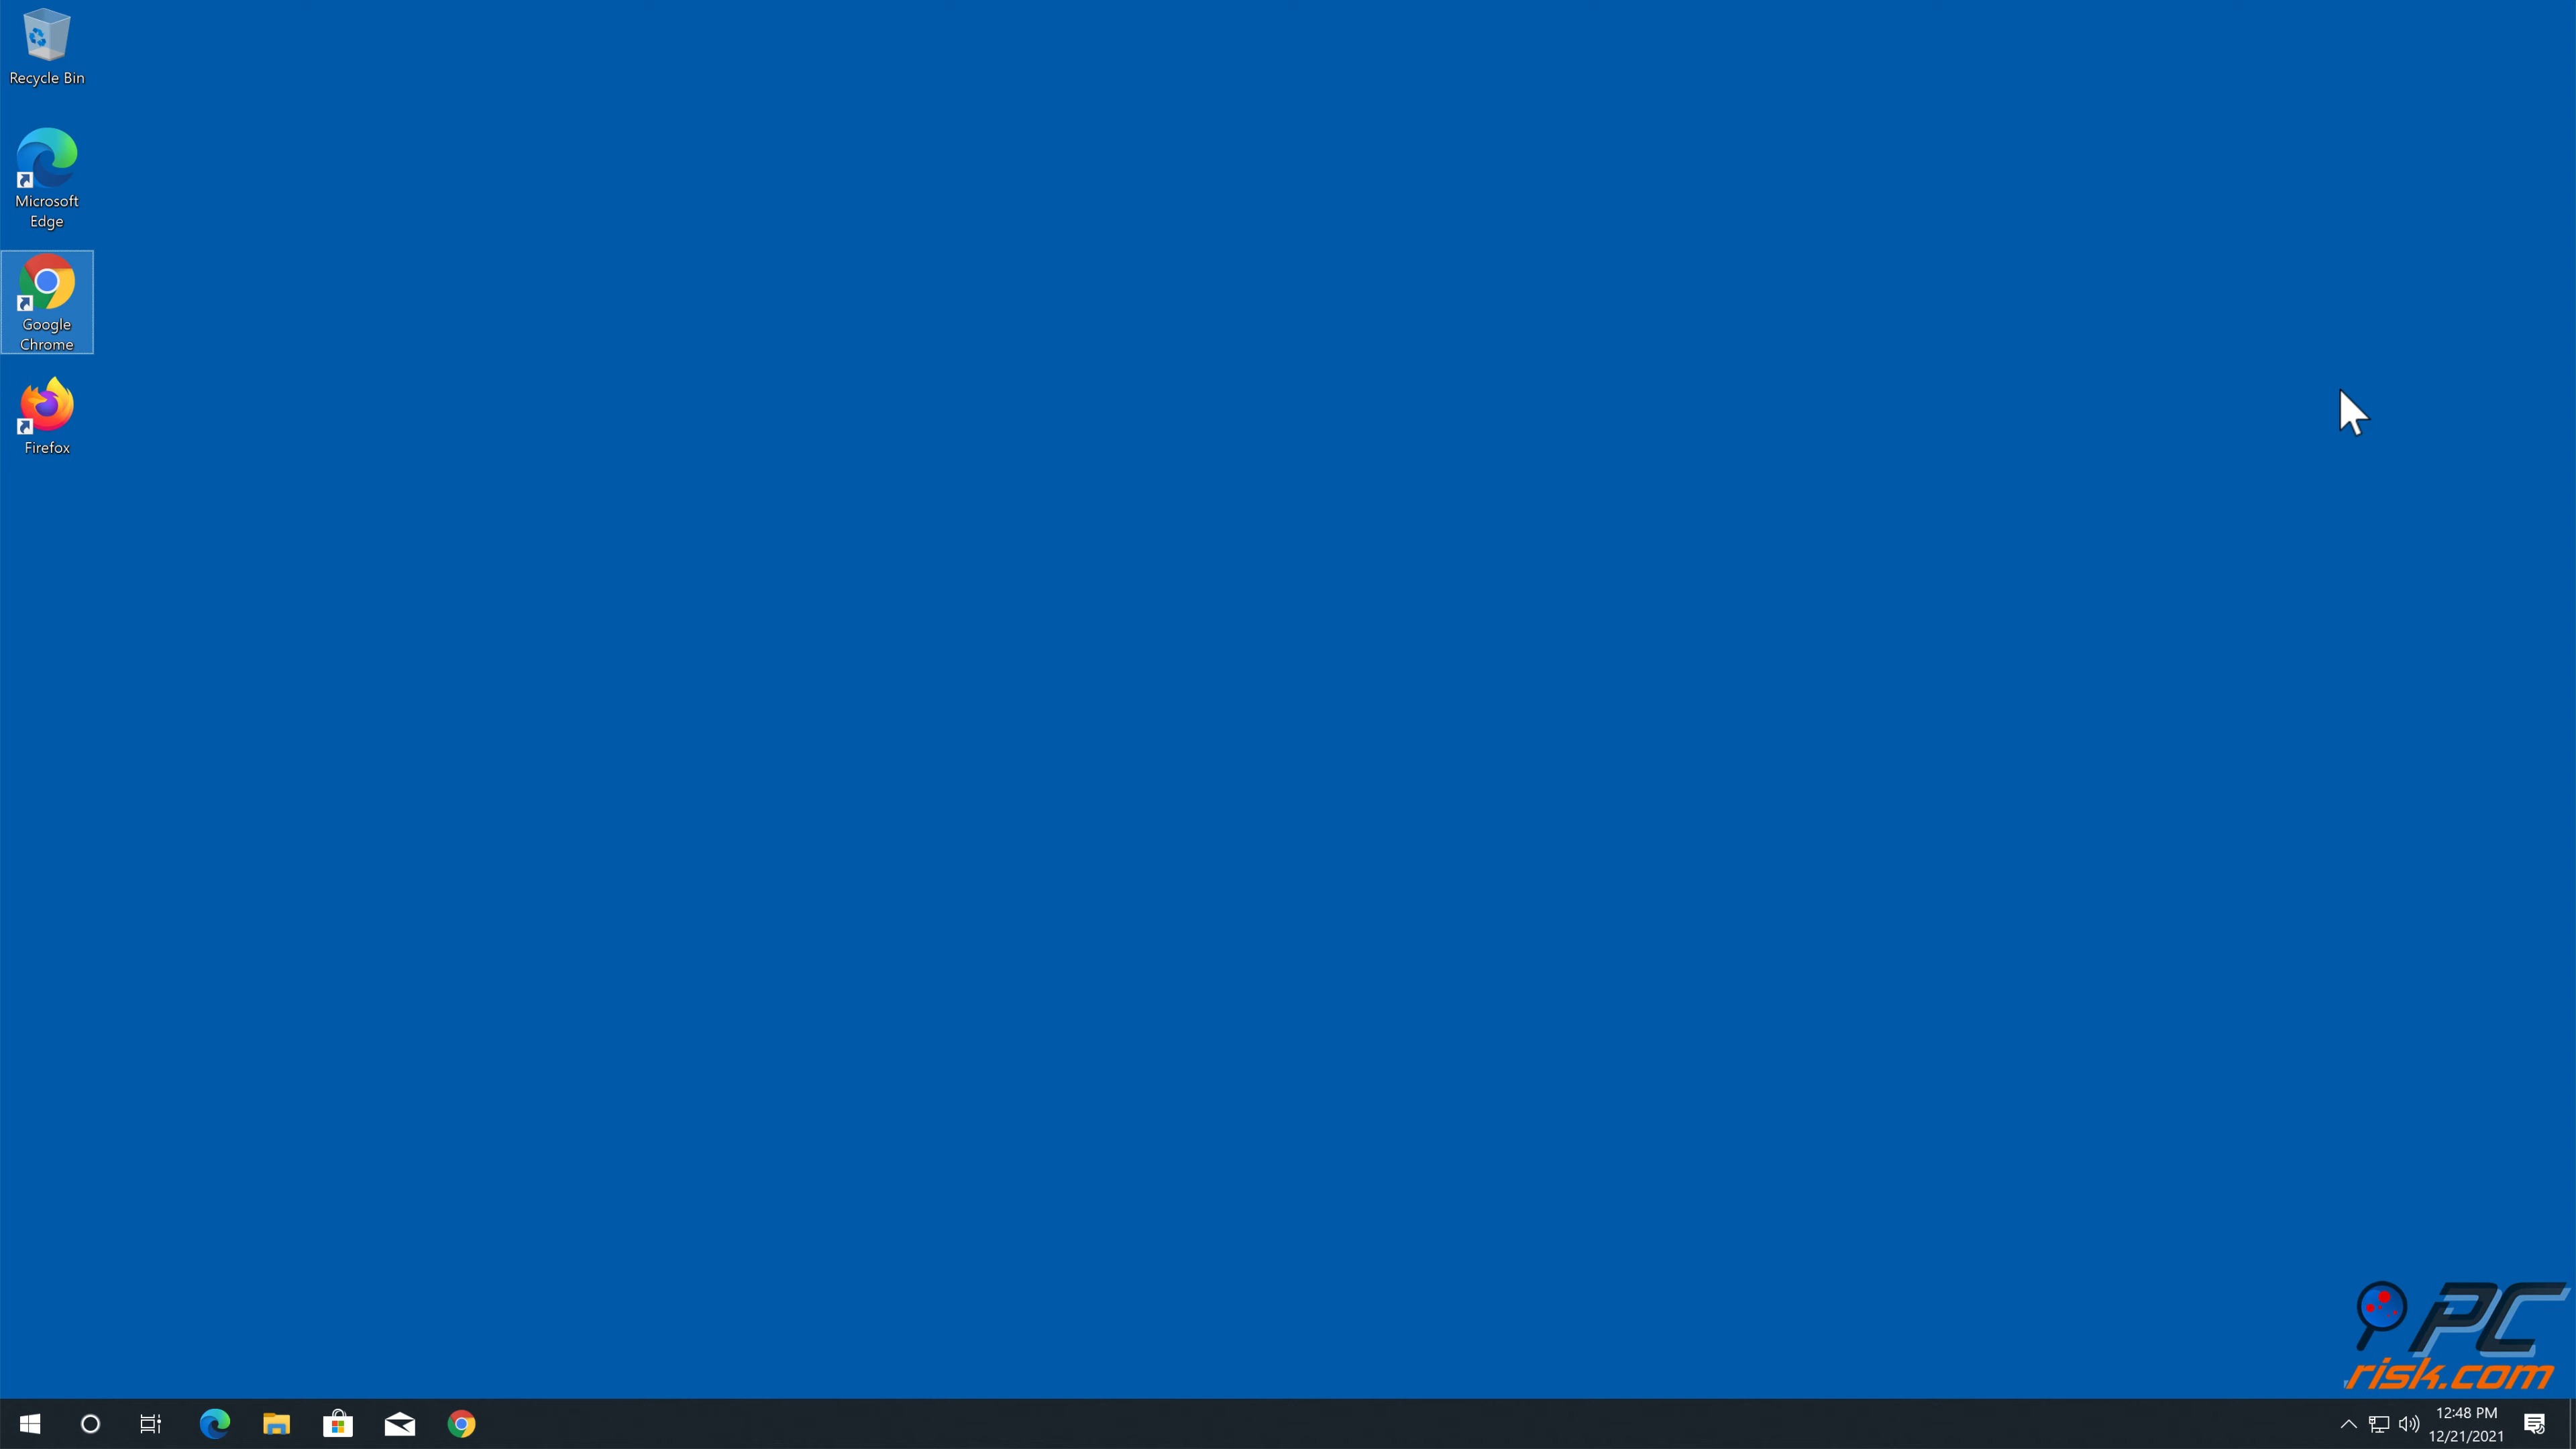 Recycle Bin
Microsoft
Edge
Google
Chrome
Firefox
PC
risk.com
12:48 PM
12/21/2021